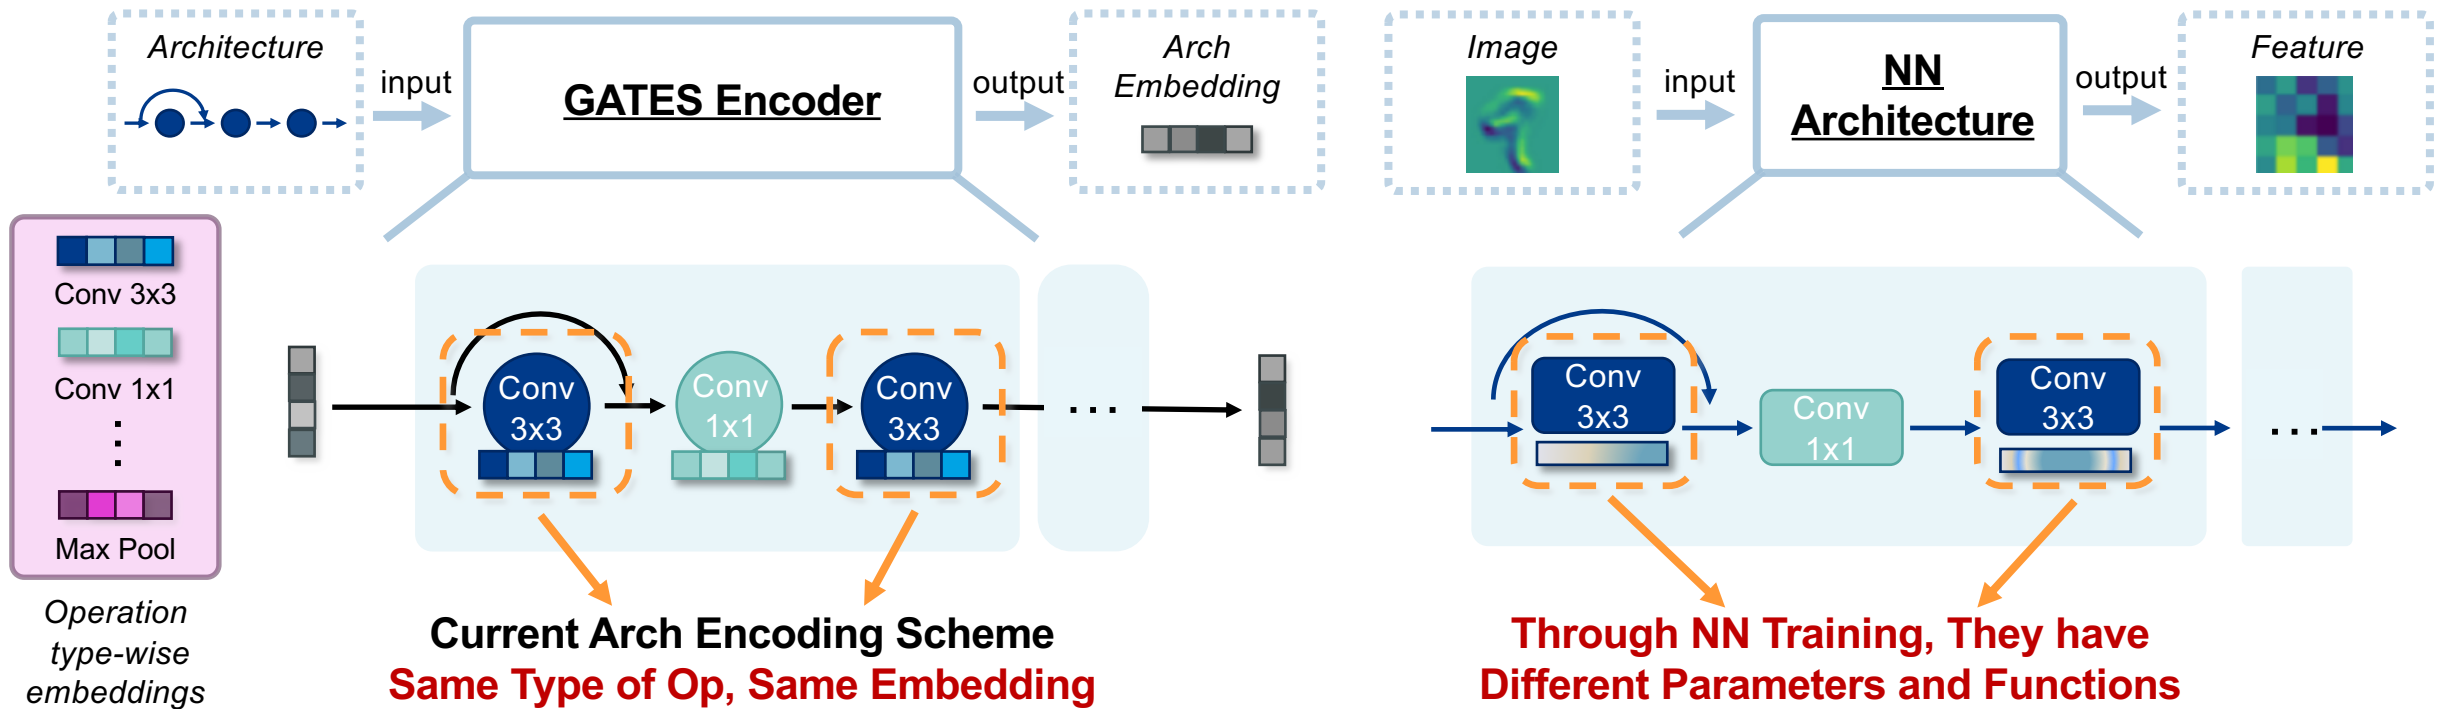 Architecture
input
GATES Encoder
output
Arch
Embedding
Conv 3x3
Conv 1x1
Max Pool
Operation
type-wise
embeddings
Conv
3x3
Conv
1x1
Conv
3x3
...
Current Arch Encoding Scheme
Same Type of Op, Same Embedding
Image
input
NN
Architecture
output
Feature
Conv
3x3
Conv
1x1
Conv
3x3
...
Through NN Training, They have
Different Parameters and Functions